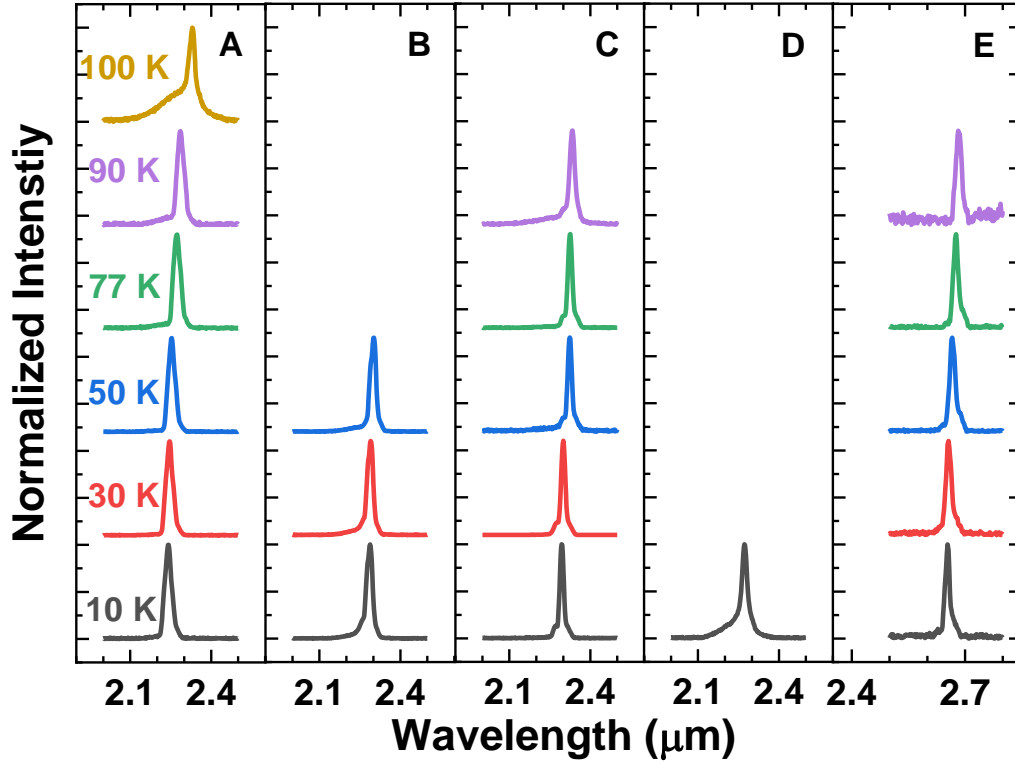 A
B
C
D
E
100 K
90 K
77 K
50 K
30 K
10 K
Normalized Intenstiy
2.1 2.4 2.1 2.4 2.1 2.4 2.1 2.4 2.4 2.7
Wavelength (μm)